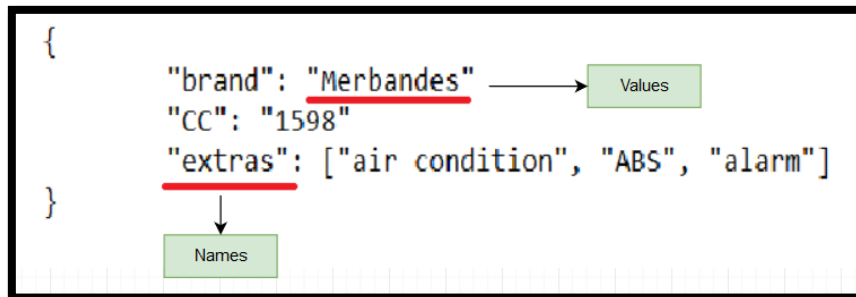 {
"brand": "Merbandes"
Values
"CC": "1598"
"extras": ["air condition", "ABS", "alarm"]
}
Names